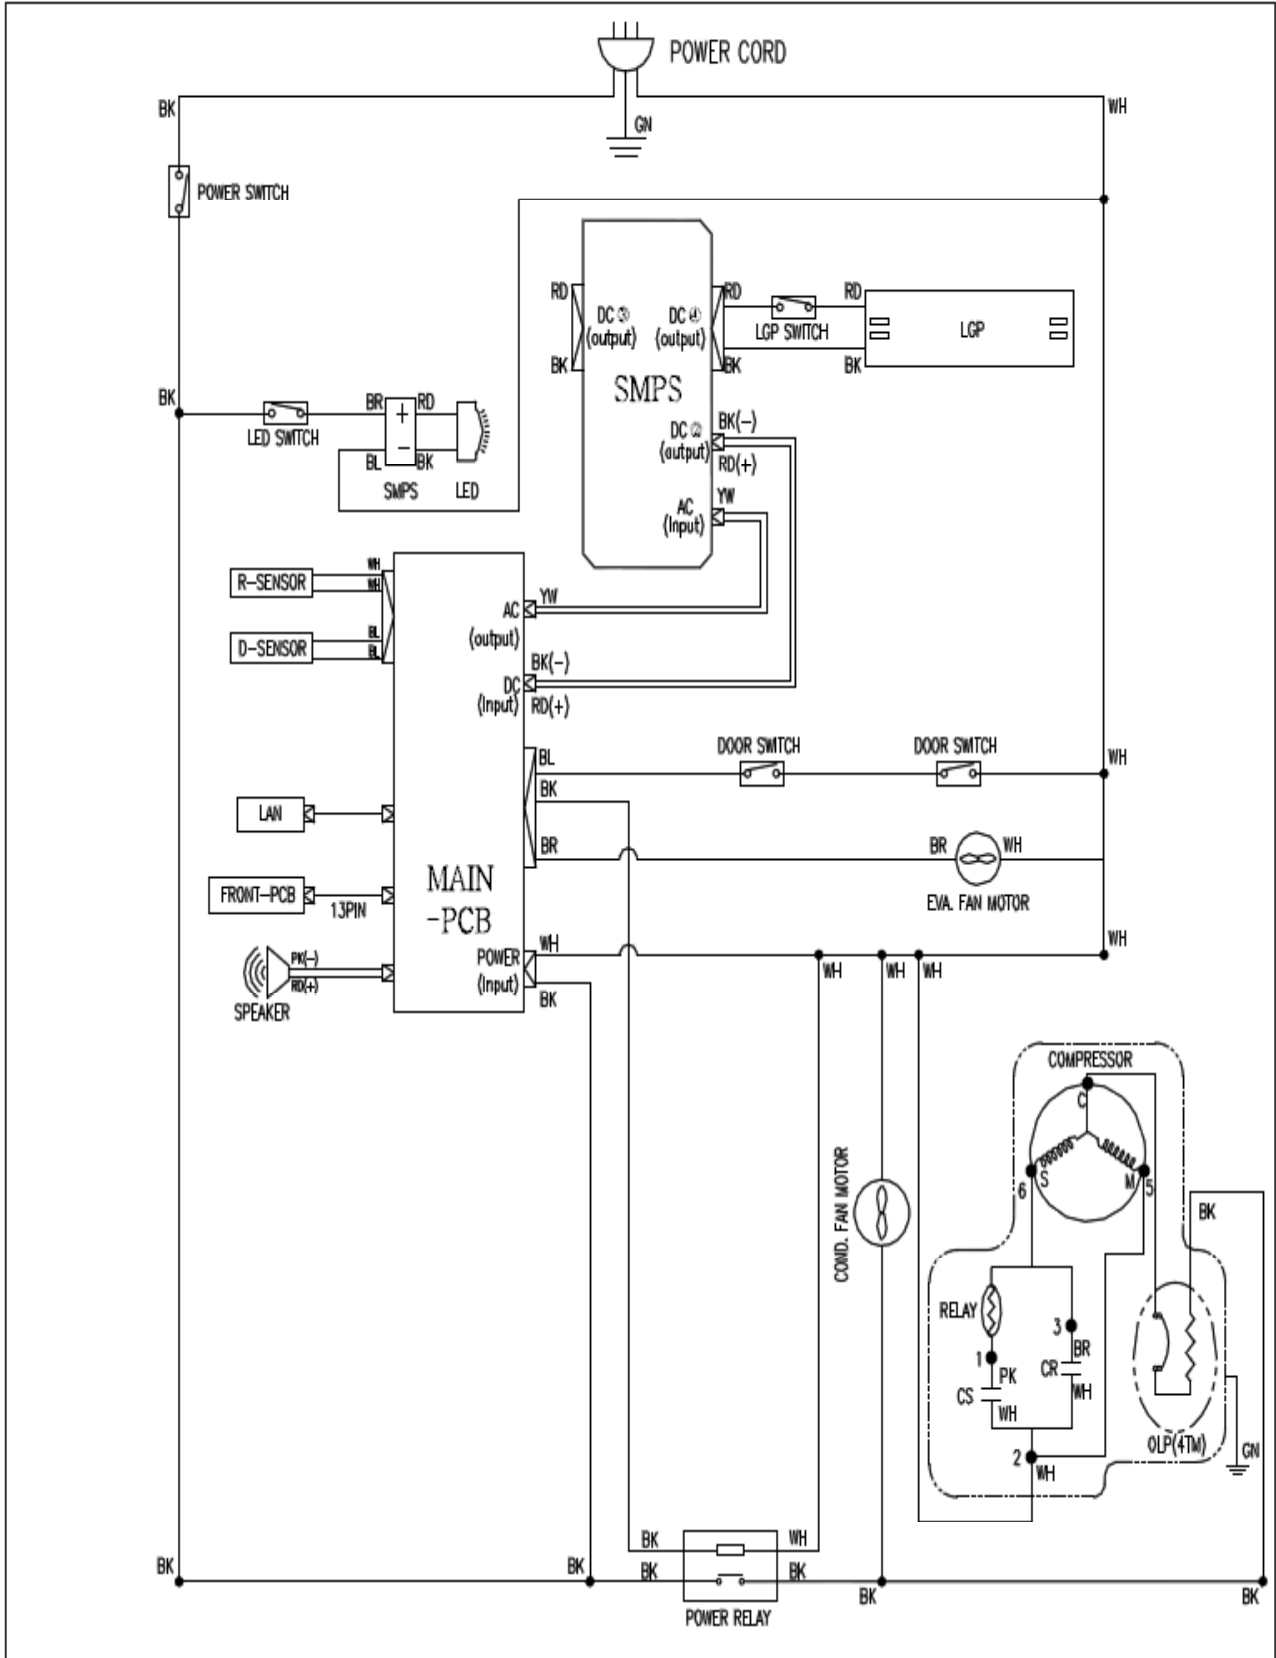 POWER CORD
BK
GN
WH
POWER SWITCH
RD
DC ③
(output)
BK
DC ④
(output)
RD
BK
LGP SWITCH
RD
BK
LGP
SMPS
BK
LED SWITCH
BR
RD
+
-
BL
BK
SMPS
LED
DC ②
(output)
BK(-)
RD(+)
YW
AC
(Input)
R-SENSOR
WH
WH
D-SENSOR
BL
BL
AC
(output)
YW
DC
(Input)
BK(-)
RD(+)
BL
BK
BR
DOOR SWITCH
DOOR SWITCH
WH
LAN
BR
WH
EVA. FAN MOTOR
FRONT-PCB
13PIN
MAIN
-PCB
SPEAKER
PK(-)
RD(+)
POWER
(Input)
WH
BK
WH
WH
WH
WH
COMPRESSOR
C
S
M
6
5
COND. FAN MOTOR
BK
RELAY
3
BR
1
PK
CR
WH
CS
WH
2
WH
OLP(4TM)
GN
BK
BK
BK
WH
BK
BK
POWER RELAY
BK
BK